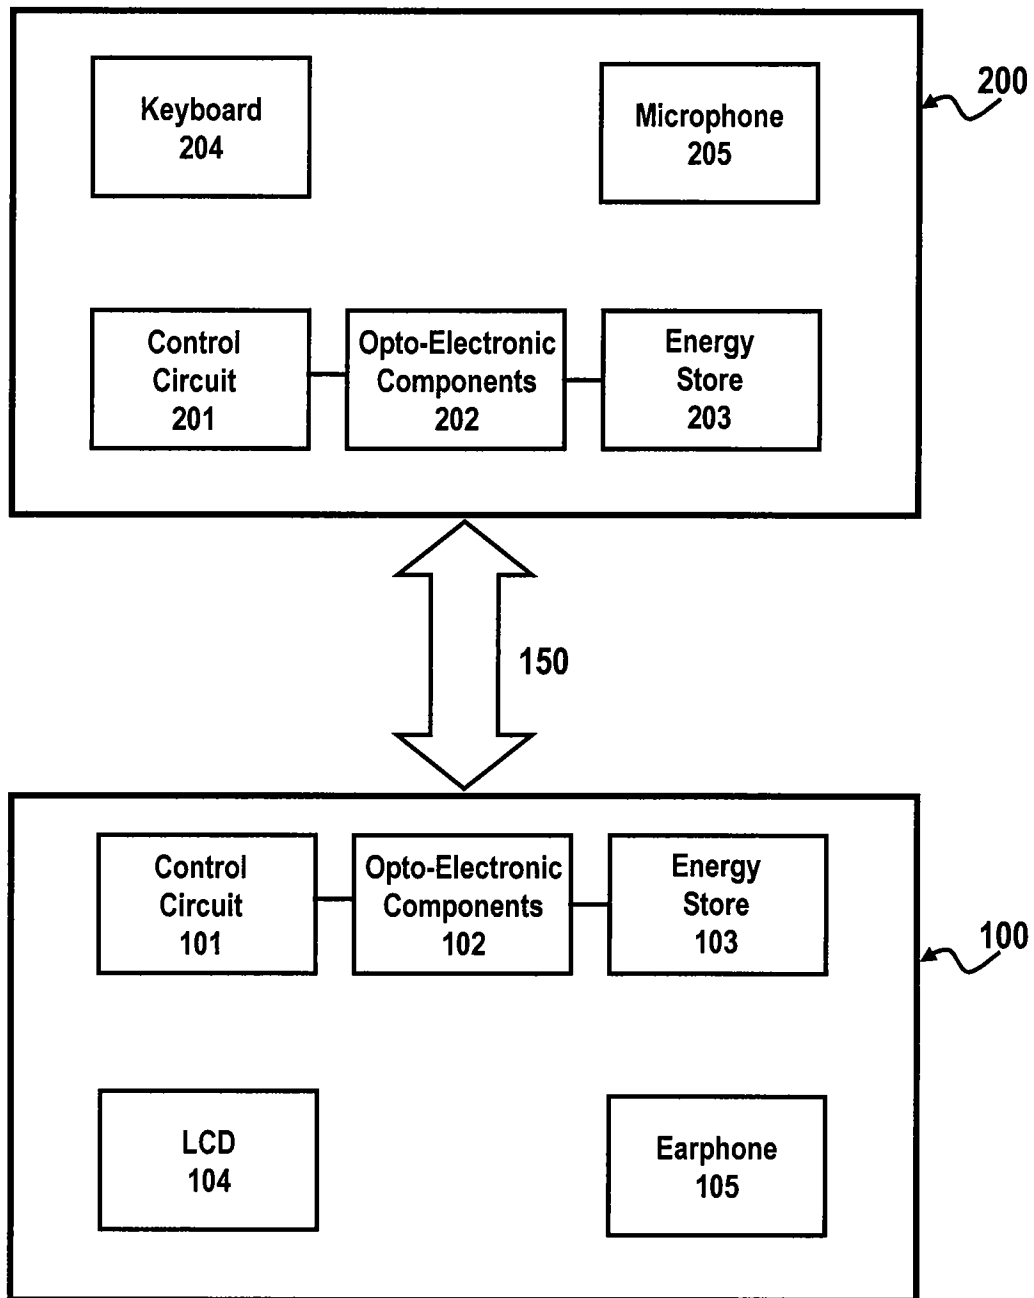 200
Keyboard
204
Microphone
205
Control
Circuit
201
Opto-Electronic
Components
202
Energy
Store
203
150
Control
Circuit
101
Opto-Electronic
Components
102
Energy
Store
103
100
LCD
104
Earphone
105